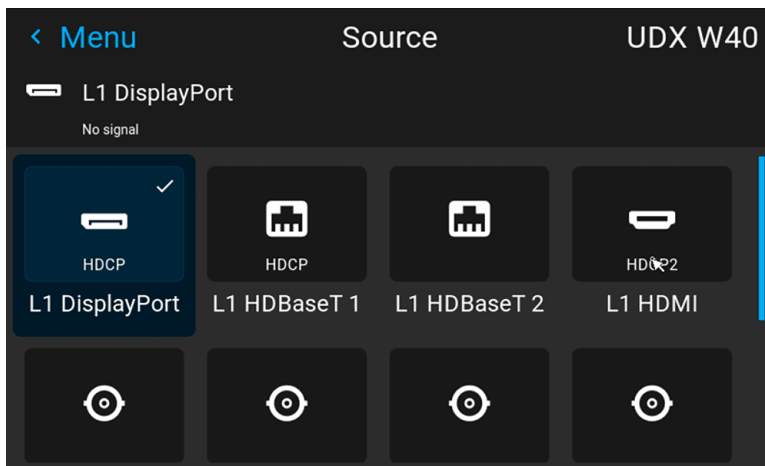 < Menu
Source
UDX W40
L1 DisplayPort
No signal
HDCP
HDCP
HDCP2
L1 DisplayPort
L1 HDBaseT 1
L1 HDBaseT 2
L1 HDMI